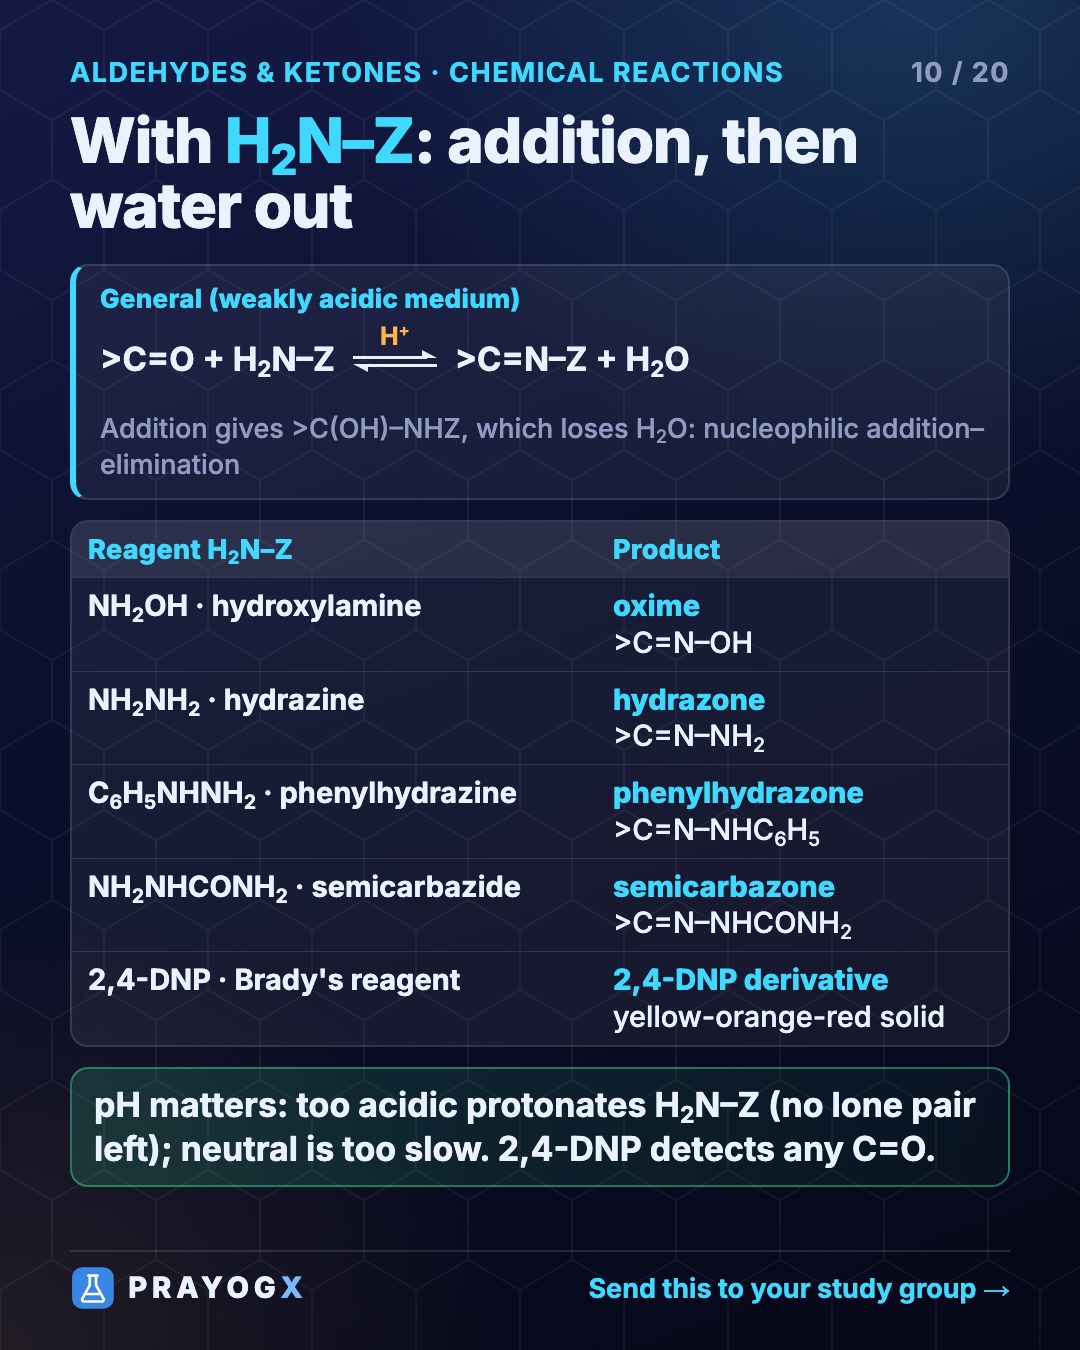 ALDEHYDES & KETONES · CHEMICAL REACTIONS
10 / 20
With H₂N–Z: addition, then
water out
General (weakly acidic medium)
H⁺
>C=O + H₂N–Z ⇌ >C=N–Z + H₂O
Addition gives >C(OH)–NHZ, which loses H₂O: nucleophilic addition–
elimination
Reagent H₂N–Z
Product
NH₂OH · hydroxylamine
oxime
>C=N–OH
NH₂NH₂ · hydrazine
hydrazone
>C=N–NH₂
C₆H₅NHNH₂ · phenylhydrazine
phenylhydrazone
>C=N–NHC₆H₅
NH₂NHCONH₂ · semicarbazide
semicarbazone
>C=N–NHCONH₂
2,4-DNP · Brady's reagent
2,4-DNP derivative
yellow-orange-red solid
pH matters: too acidic protonates H₂N–Z (no lone pair
left); neutral is too slow. 2,4-DNP detects any C=O.
PRAYOGX
Send this to your study group →